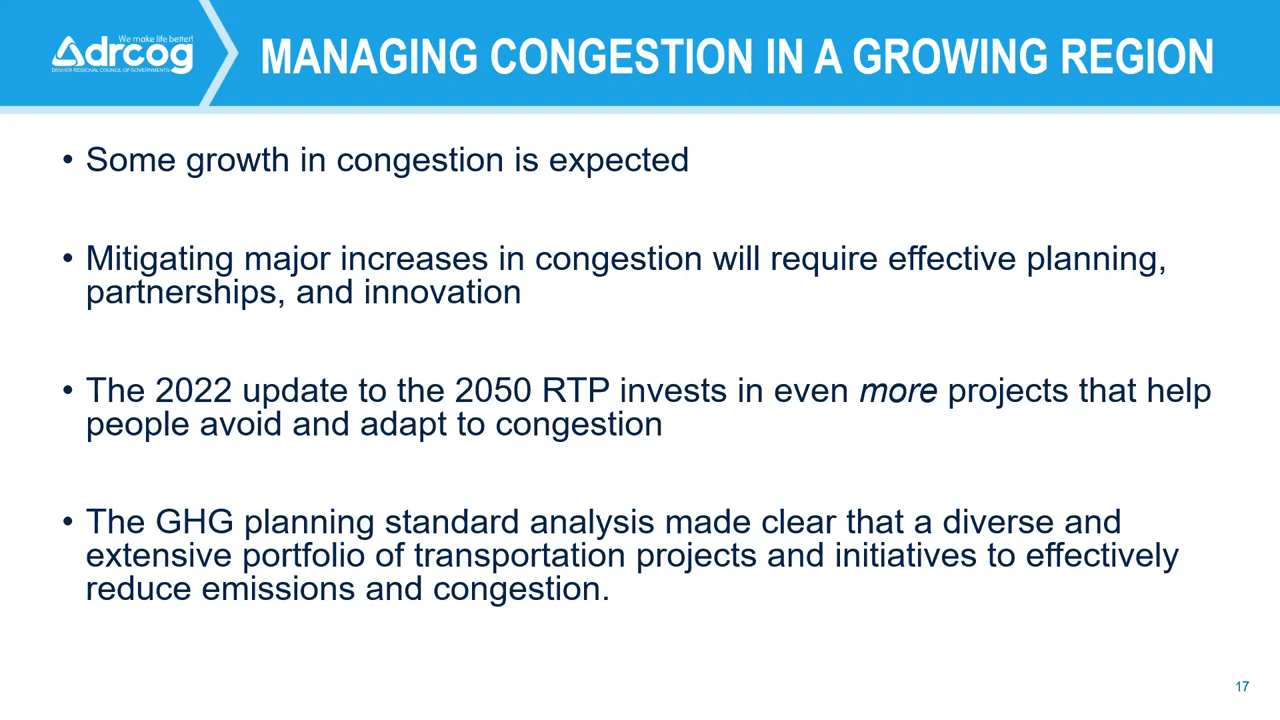 We make life better!
drcog
DENVER REGIONAL COUNCIL OF GOVERNMENTS
MANAGING CONGESTION IN A GROWING REGION
• Some growth in congestion is expected
• Mitigating major increases in congestion will require effective planning,
partnerships, and innovation
• The 2022 update to the 2050 RTP invests in even more projects that help
people avoid and adapt to congestion
• The GHG planning standard analysis made clear that a diverse and
extensive portfolio of transportation projects and initiatives to effectively
reduce emissions and congestion.
17